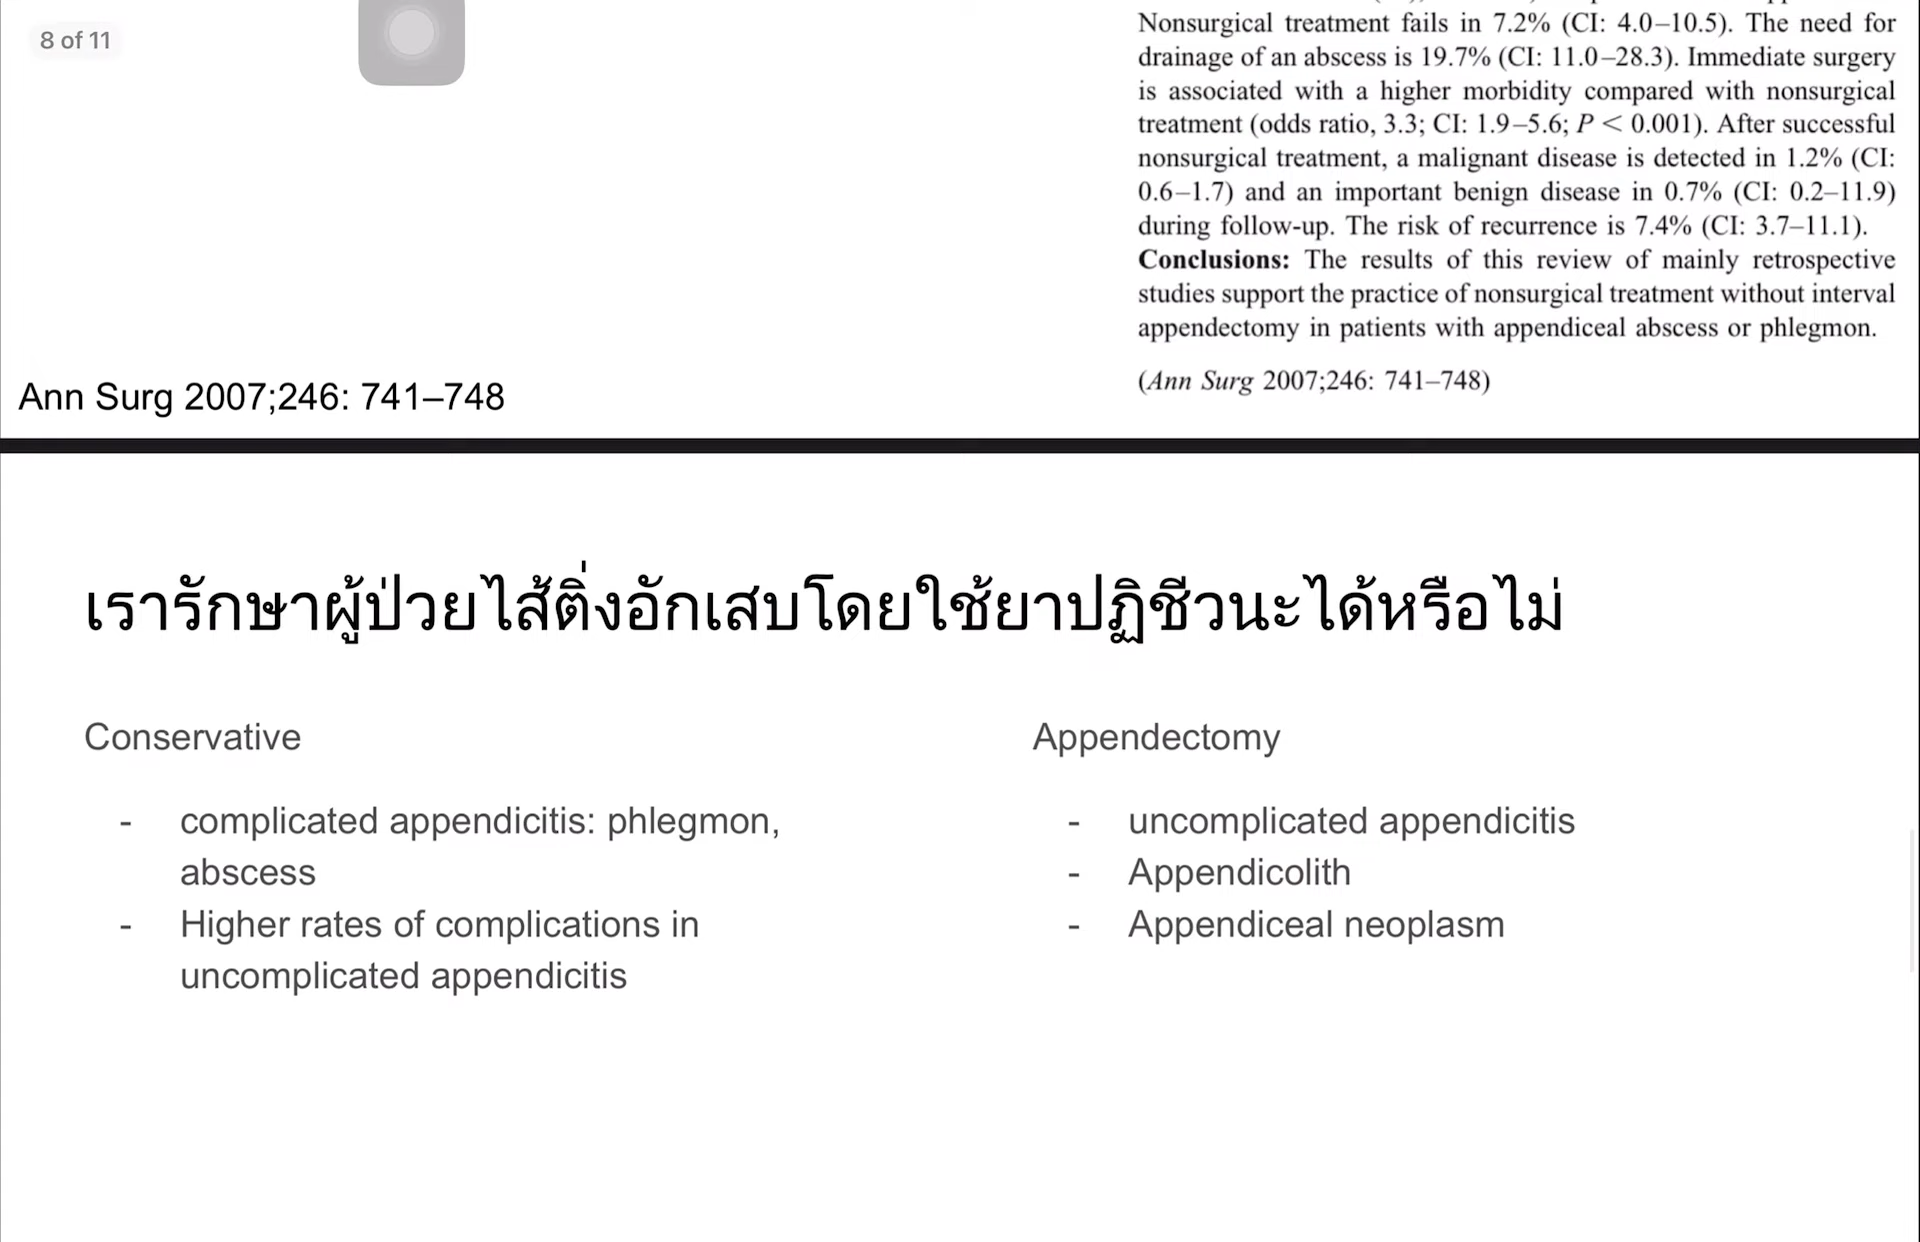 8 of 11
Nonsurgical treatment fails in 7.2% (CI: 4.0–10.5). The need for
drainage of an abscess is 19.7% (CI: 11.0–28.3). Immediate surgery
is associated with a higher morbidity compared with nonsurgical
treatment (odds ratio, 3.3; CI: 1.9–5.6; P < 0.001). After successful
nonsurgical treatment, a malignant disease is detected in 1.2% (CI:
0.6–1.7) and an important benign disease in 0.7% (CI: 0.2–11.9)
during follow-up. The risk of recurrence is 7.4% (CI: 3.7–11.1).
Conclusions: The results of this review of mainly retrospective
studies support the practice of nonsurgical treatment without interval
appendectomy in patients with appendiceal abscess or phlegmon.
(Ann Surg 2007;246: 741–748)
Ann Surg 2007;246: 741–748
เรารักษาผู้ป่วยไส้ติ่งอักเสบโดยใช้ยาปฏิชีวนะได้หรือไม่
Conservative
- complicated appendicitis: phlegmon,
abscess
- Higher rates of complications in
uncomplicated appendicitis
Appendectomy
- uncomplicated appendicitis
- Appendicolith
- Appendiceal neoplasm